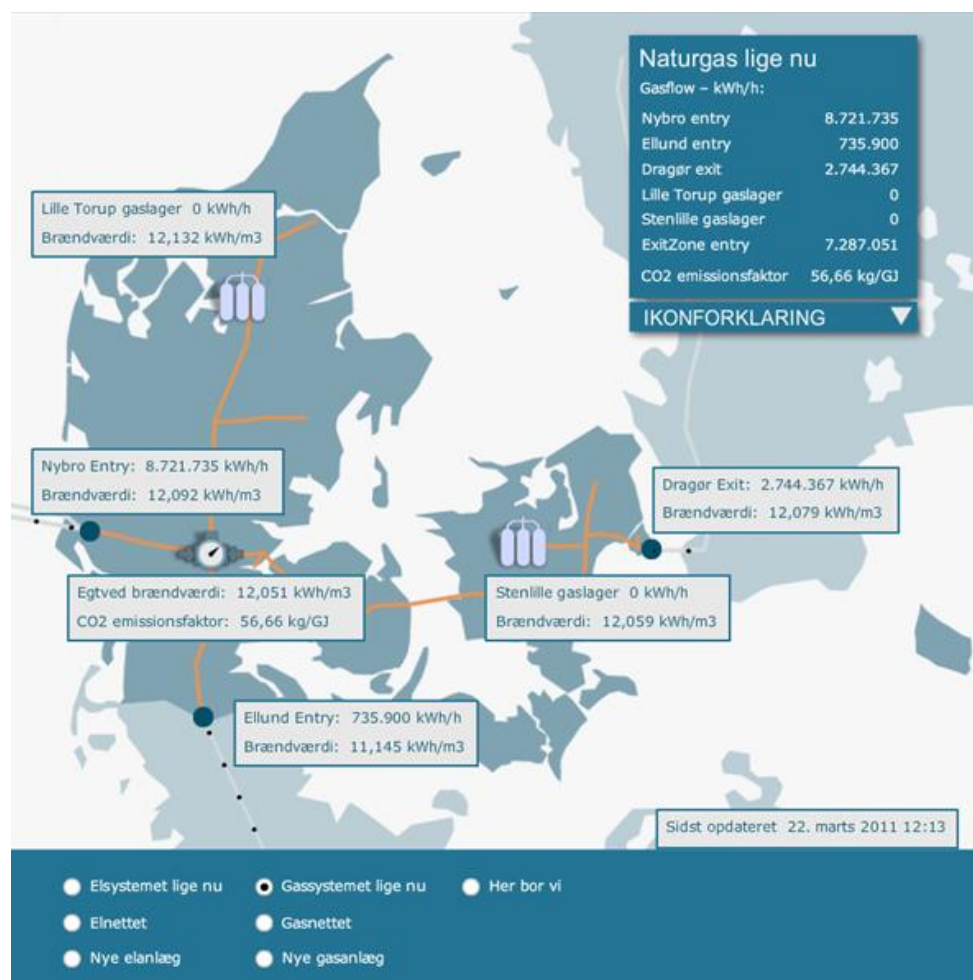 Naturgas lige nu
Gasflow – kWh/h:
Nybro entry 8.721.735
Ellund entry 735.900
Dragør exit 2.744.367
Lille Torup gaslager 0
Stenlille gaslager 0
ExitZone entry 7.287.051
CO2 emissionsfaktor 56,66 kg/GJ
IKONFORKLARING
Lille Torup gaslager 0 kWh/h
Brændværdi: 12,132 kWh/m3
Nybro Entry: 8.721.735 kWh/h
Brændværdi: 12,092 kWh/m3
Dragør Exit: 2.744.367 kWh/h
Brændværdi: 12,079 kWh/m3
Egtved brændværdi: 12,051 kWh/m3
CO2 emissionsfaktor: 56,66 kg/GJ
Stenlille gaslager 0 kWh/h
Brændværdi: 12,059 kWh/m3
Ellund Entry: 735.900 kWh/h
Brændværdi: 11,145 kWh/m3
Sidst opdateret 22. marts 2011 12:13
Elsystemet lige nu Gassystemet lige nu Her bor vi
Elnettet Gasnettet
Nye elanlæg Nye gasanlæg